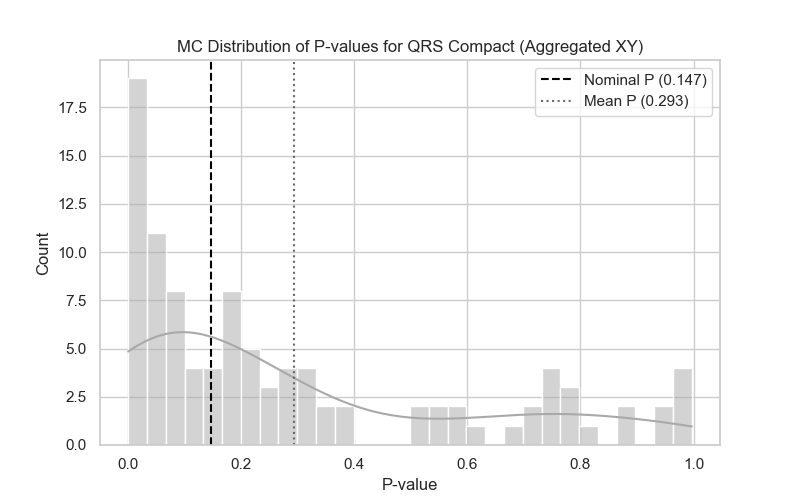 MC Distribution of P-values for QRS Compact (Aggregated XY)
Nominal P (0.147)
Mean P (0.293)
17.5
15.0
12.5
10.0
7.5
5.0
2.5
0.0
Count
0.0 0.2 0.4 0.6 0.8 1.0
P-value